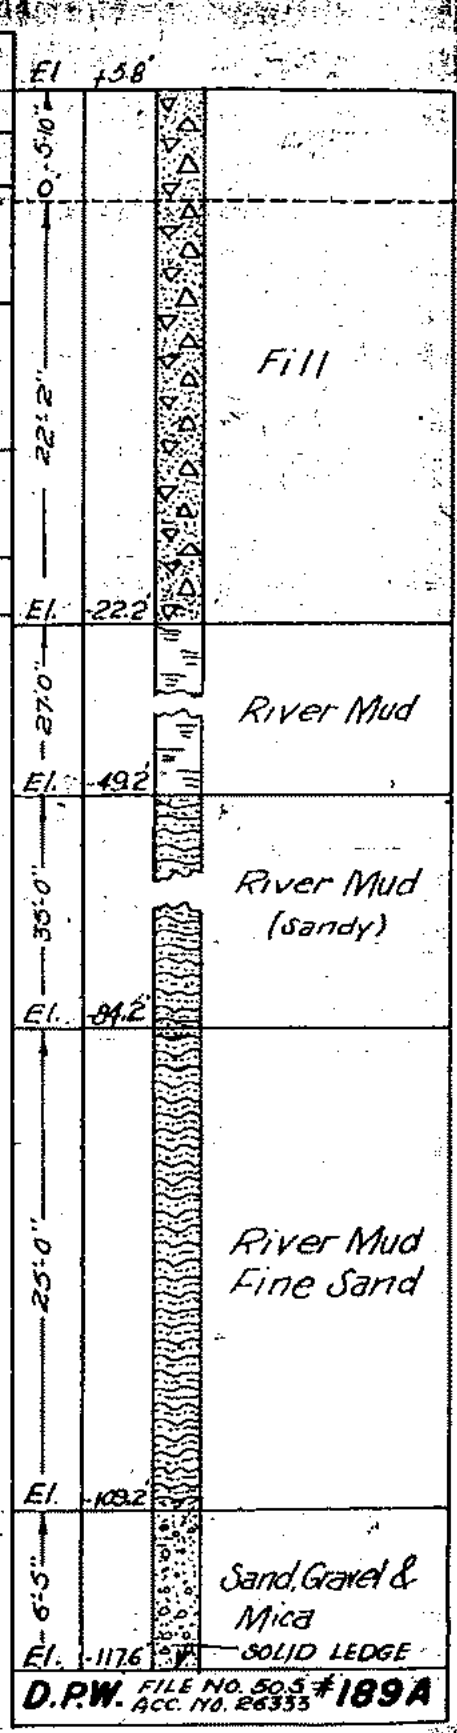 El +5.8'
0'-5'-10"
Fill
22'-2"
El. -22.2'
27'-0"
River Mud
El. -49.2'
35'-0"
River Mud
(sandy)
El. -84.2'
25'-0"
River Mud
Fine Sand
El. -109.2'
Sand, Gravel &
6'-5"
Mica
El. -117.6' SOLID LEDGE
D.P.W. FILE NO. 505 #189A
ACC. NO. 26333